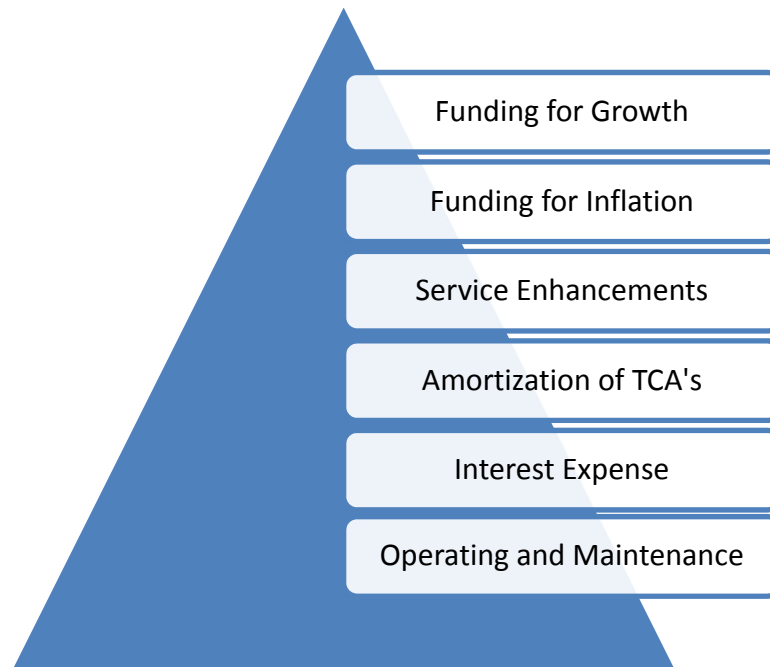 Funding for Growth
Funding for Inflation
Service Enhancements
Amortization of TCA's
Interest Expense
Operating and Maintenance